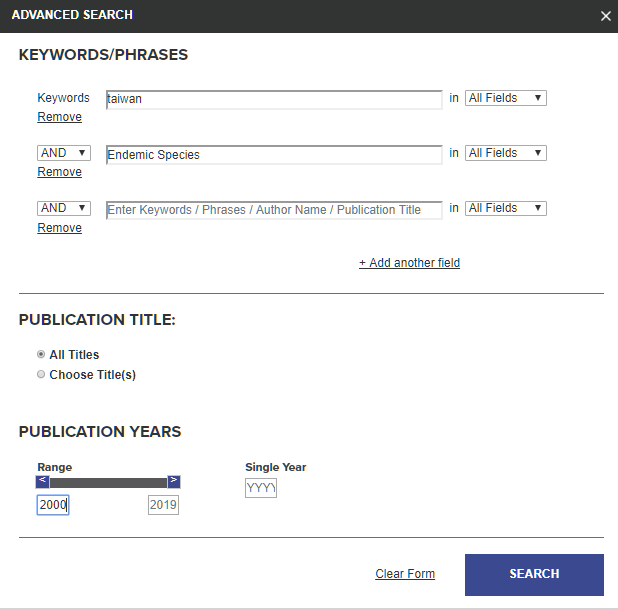 ADVANCED SEARCH ×
KEYWORDS/PHRASES
Keywords taiwan in All Fields ▼
Remove
AND ▼ Endemic Species in All Fields ▼
Remove
AND ▼ Enter Keywords / Phrases / Author Name / Publication Title in All Fields ▼
Remove
+ Add another field
PUBLICATION TITLE:
All Titles
Choose Title(s)
PUBLICATION YEARS
Range Single Year
< > YYYY
2000 2019
Clear Form SEARCH